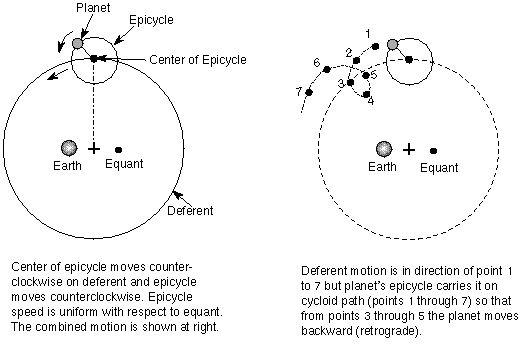 Planet
Epicycle
Center of Epicycle
Earth
Equant
Deferent
Center of epicycle moves counter-
clockwise on deferent and epicycle
moves counterclockwise. Epicycle
speed is uniform with respect to equant.
The combined motion is shown at right.
1
2
3
4
5
6
7
Earth
Equant
Deferent motion is in direction of point 1
to 7 but planet's epicycle carries it on
cycloid path (points 1 through 7) so that
from points 3 through 5 the planet moves
backward (retrograde).